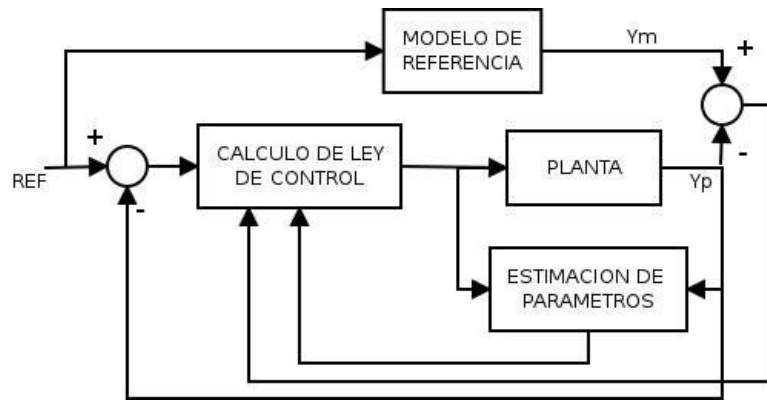 MODELO DE
REFERENCIA
Ym
+
+
CALCULO DE LEY
DE CONTROL
PLANTA
-
REF
Yp
-
ESTIMACION DE
PARAMETROS